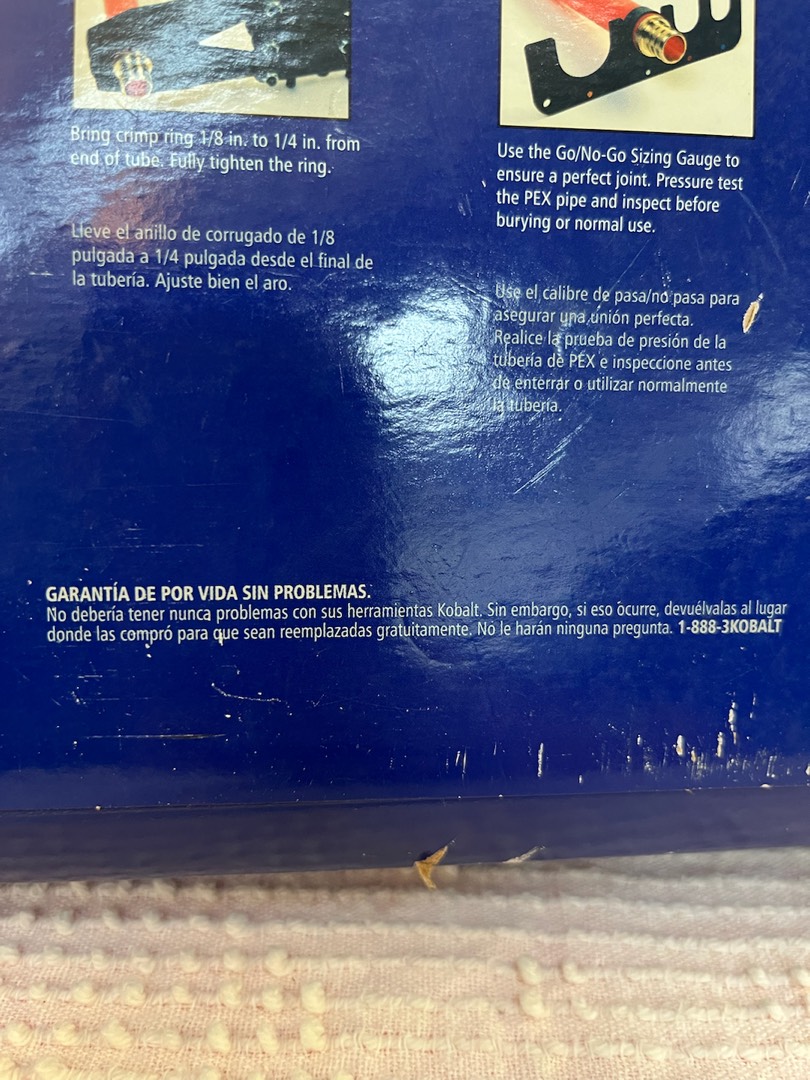 Bring crimp ring 1/8 in. to 1/4 in. from
end of tube. Fully tighten the ring.
Lleve el anillo de corrugado de 1/8
pulgada a 1/4 pulgada desde el final de
la tubería. Ajuste bien el aro.
Use the Go/No-Go Sizing Gauge to
ensure a perfect joint. Pressure test
the PEX pipe and inspect before
burying or normal use.
Use el calibre de pasa/no pasa para
asegurar una unión perfecta.
Realice la prueba de presión de la
tubería de PEX e inspeccione antes
de enterrar o utilizar normalmente
la tubería.
GARANTÍA DE POR VIDA SIN PROBLEMAS.
No debería tener nunca problemas con sus herramientas Kobalt. Sin embargo, si eso ocurre, devuélvalas al lugar
donde las compró para que sean reemplazadas gratuitamente. No le harán ninguna pregunta. 1-888-3KOBALT